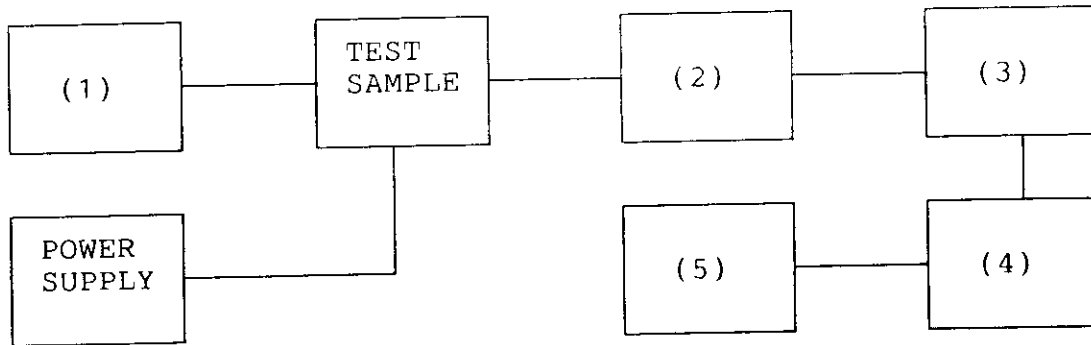 (1)
TEST
SAMPLE
(2)
(3)
POWER
SUPPLY
(5)
(4)